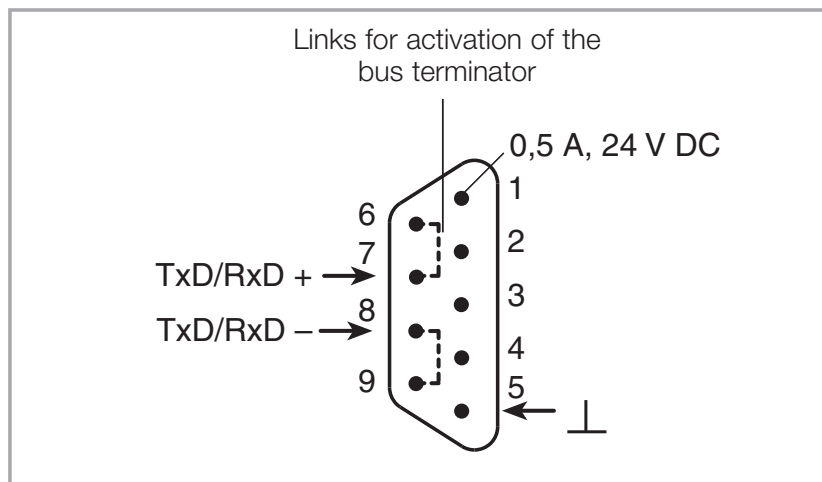 Links for activation of the
bus terminator
0,5 A, 24 V DC
1
6
2
7
TxD/RxD +
3
8
TxD/RxD –
4
9
5